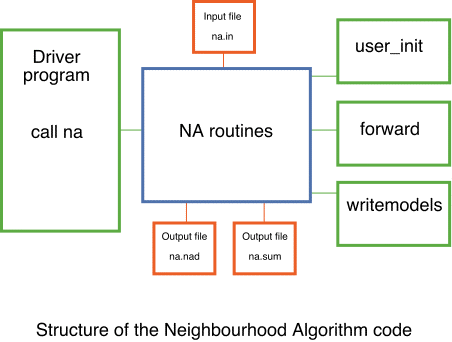 Input file
na.in
Driver
program
call na
NA routines
user_init
forward
writemodels
Output file
na.nad
Output file
na.sum
Structure of the Neighbourhood Algorithm code